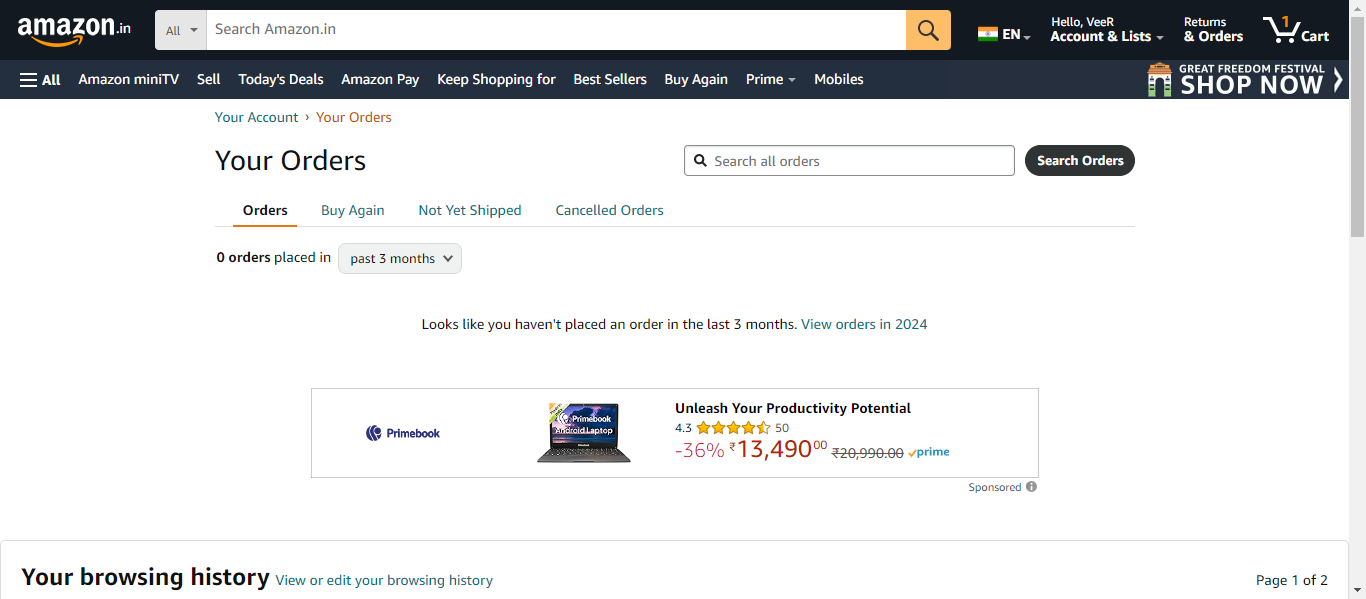 amazon.in
All
Search Amazon.in
EN
Hello, VeeR
Account & Lists
Returns
& Orders
1
Cart
All Amazon miniTV Sell Today's Deals Amazon Pay Keep Shopping for Best Sellers Buy Again Prime Mobiles
GREAT FREEDOM FESTIVAL
SHOP NOW
Your Account › Your Orders
Your Orders
Search all orders
Search Orders
Orders Buy Again Not Yet Shipped Cancelled Orders
0 orders placed in past 3 months
Looks like you haven't placed an order in the last 3 months. View orders in 2024
Primebook
Primebook
Android Laptop
Unleash Your Productivity Potential
4.3 50
-36% ₹13,49000 ₹20,990.00 prime
Sponsored
Your browsing history View or edit your browsing history
Page 1 of 2